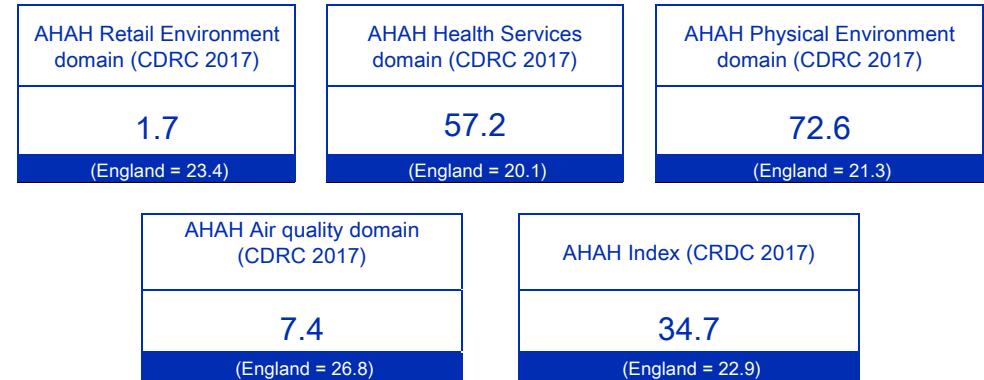 AHAH Retail Environment
domain (CDRC 2017)
1.7
(England = 23.4)
AHAH Health Services
domain (CDRC 2017)
57.2
(England = 20.1)
AHAH Physical Environment
domain (CDRC 2017)
72.6
(England = 21.3)
AHAH Air quality domain
(CDRC 2017)
7.4
(England = 26.8)
AHAH Index (CRDC 2017)
34.7
(England = 22.9)